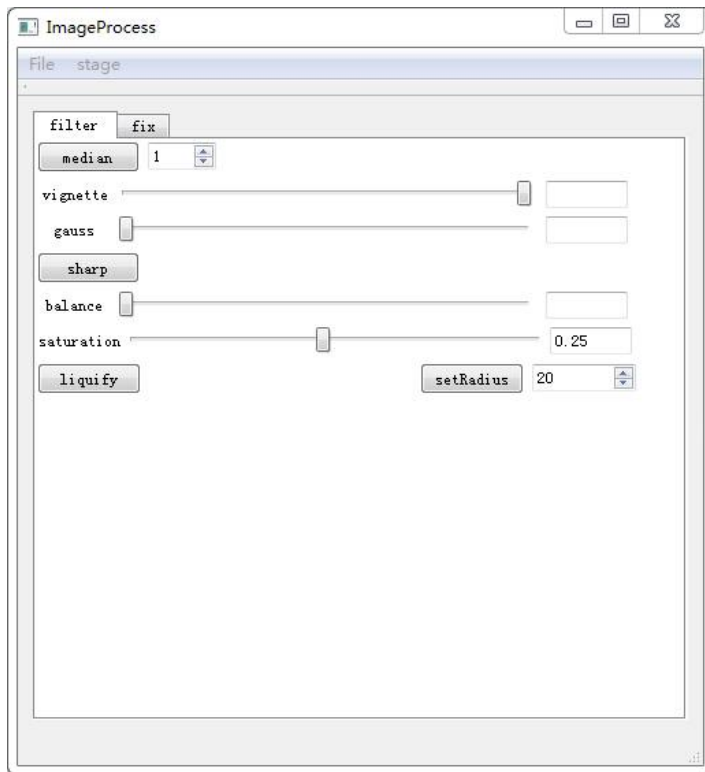 ImageProcess
File stage
filter fix
median 1
vignette
gauss
sharp
balance
saturation 0.25
liquify setRadius 20